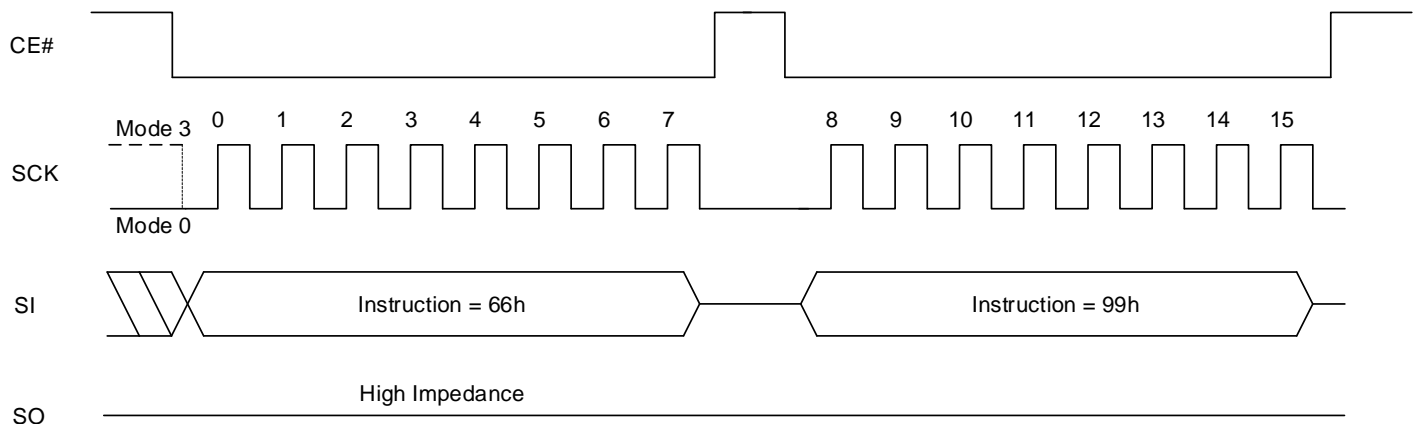 CE#
Mode 3
0 1 2 3 4 5 6 7 8 9 10 11 12 13 14 15
SCK
Mode 0
SI
Instruction = 66h
Instruction = 99h
High Impedance
SO